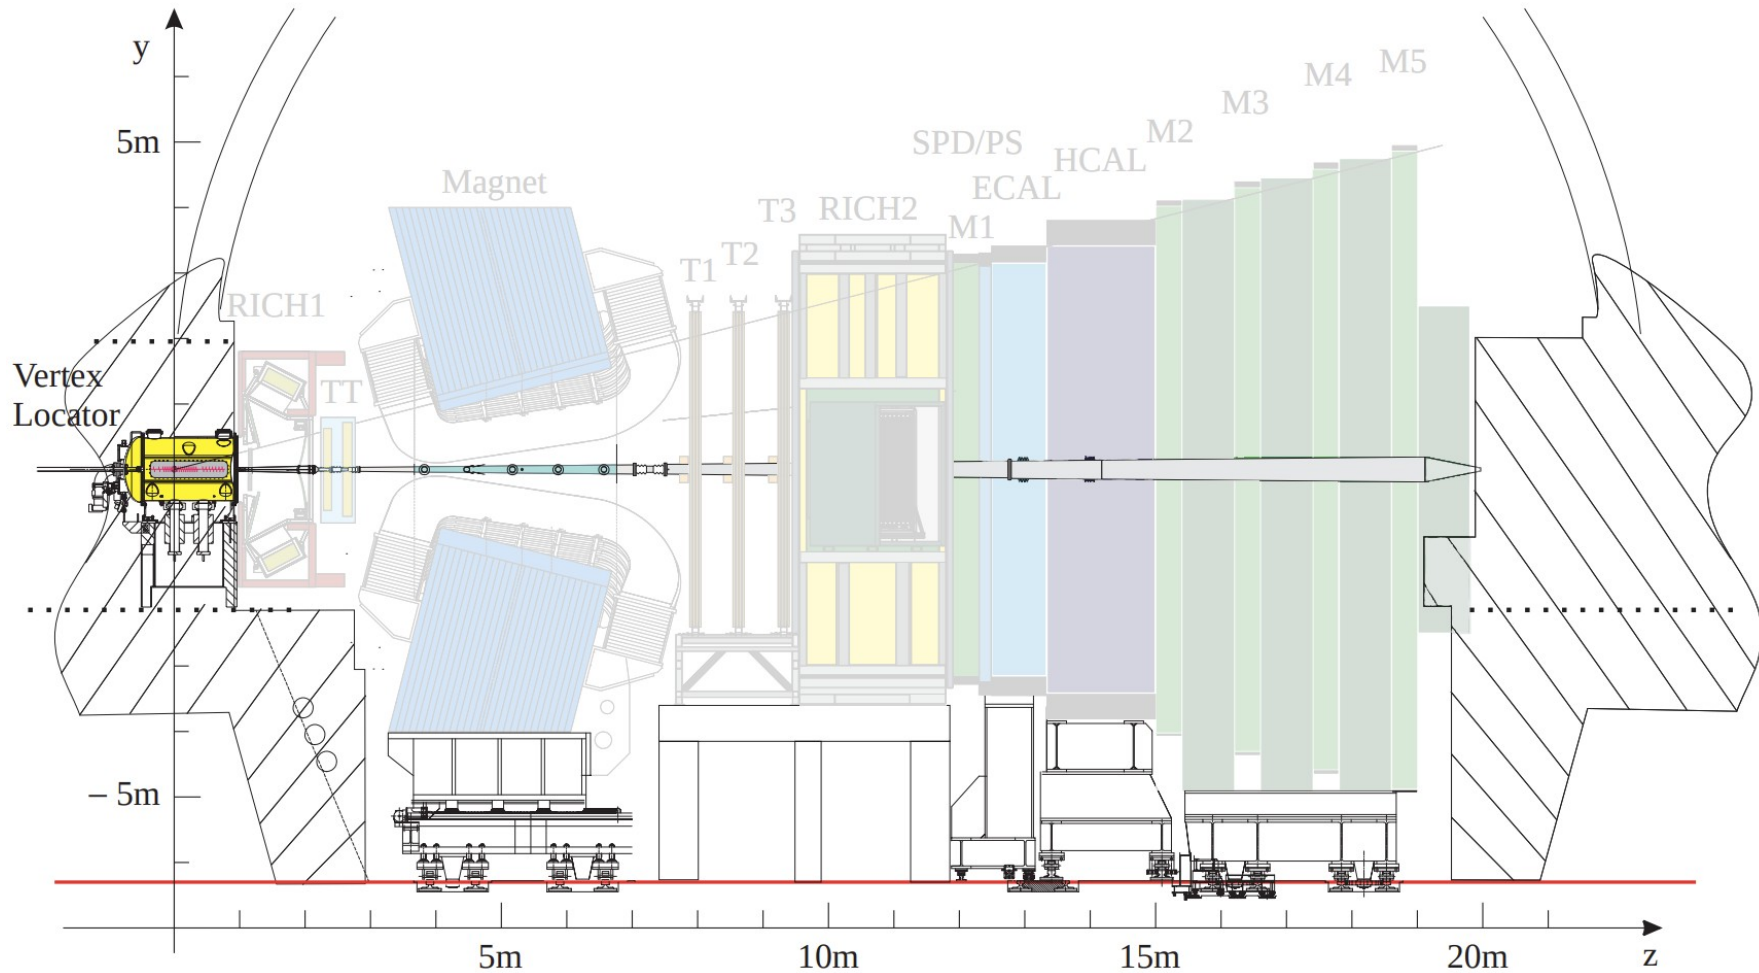 y
5m
M5
M4
M3
M2
SPD/PS
HCAL
ECAL
Magnet
T3
RICH2
M1
T2
T1
RICH1
Vertex
Locator
TT
– 5m
5m
10m
15m
20m
z